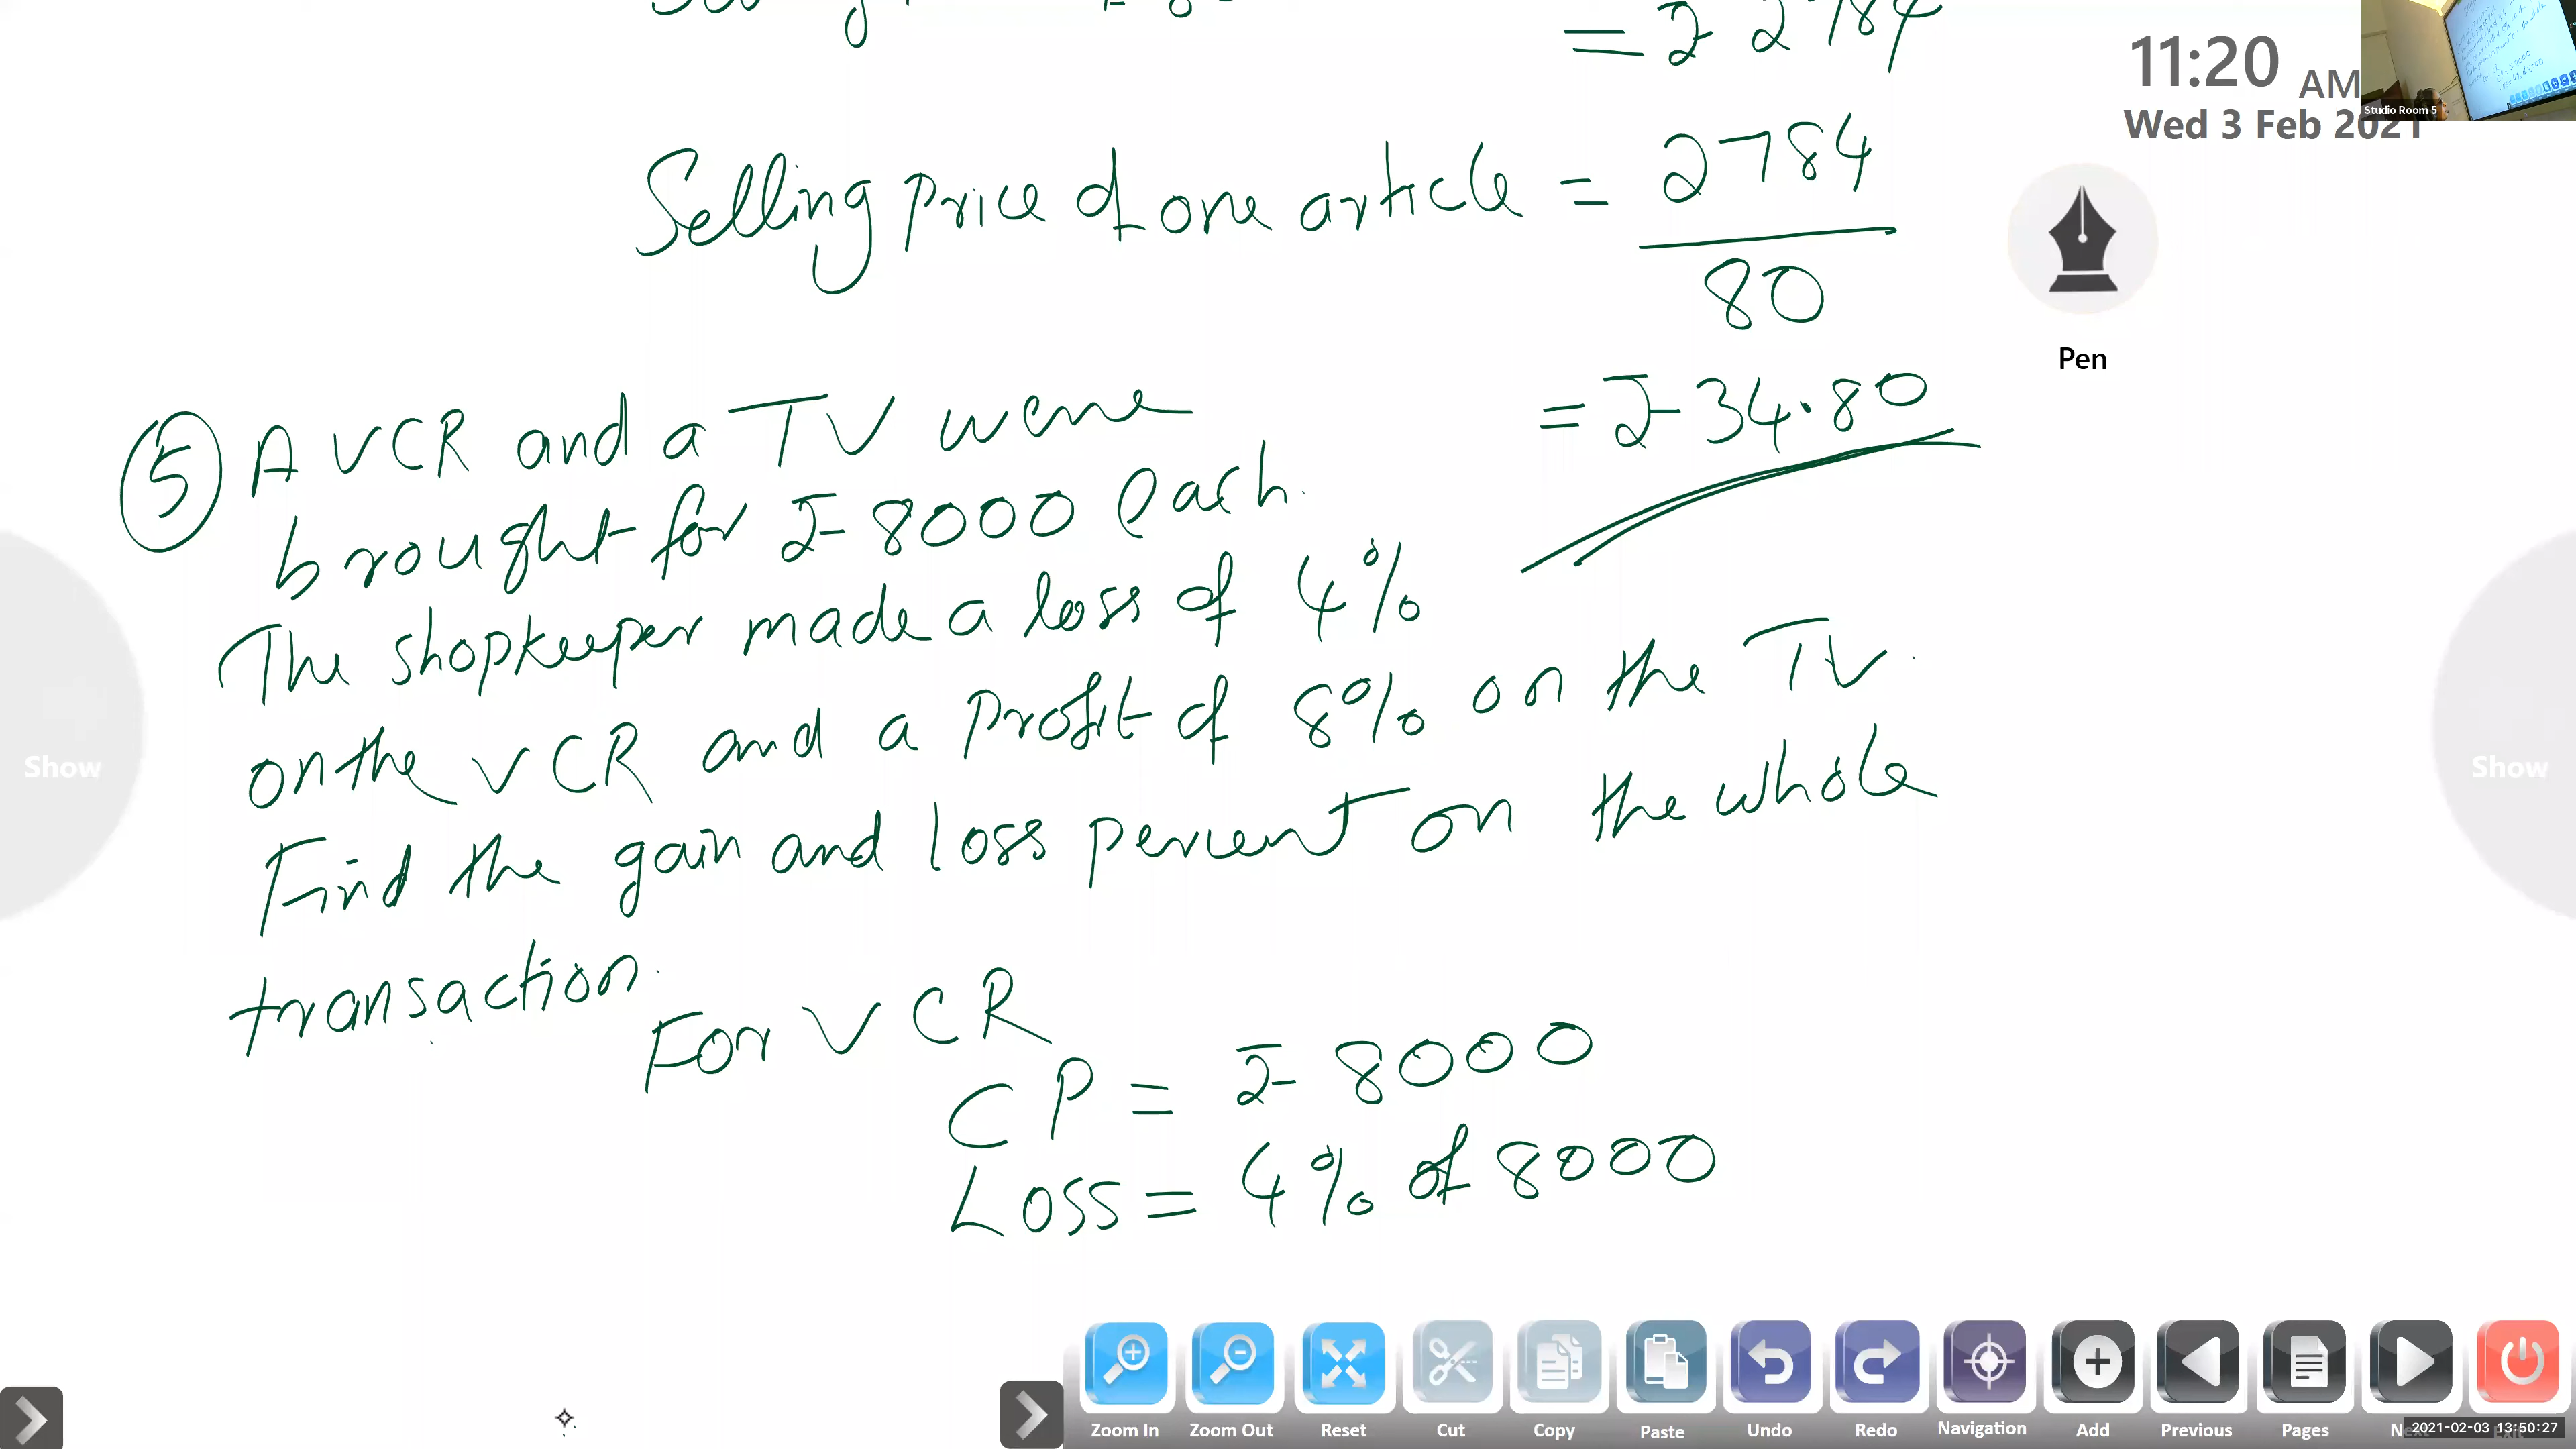 = ₹ 2784
11:20 AM
Wed 3 Feb 2021
Studio Room 5
Selling price of one article = 2784
80
Pen
= ₹ 34.80
5 A VCR and a TV were
brought for ₹ 8000 each.
The shopkeeper made a loss of 4%
on the VCR and a profit of 8% on the TV.
Find the gain and loss percent on the whole
transaction.
Show
Show
For VCR
CP = ₹ 8000
Loss = 4% of 8000
Zoom In
Zoom Out
Reset
Cut
Copy
Paste
Undo
Redo
Navigation
Add
Previous
Pages
2021-02-03 13:50:27